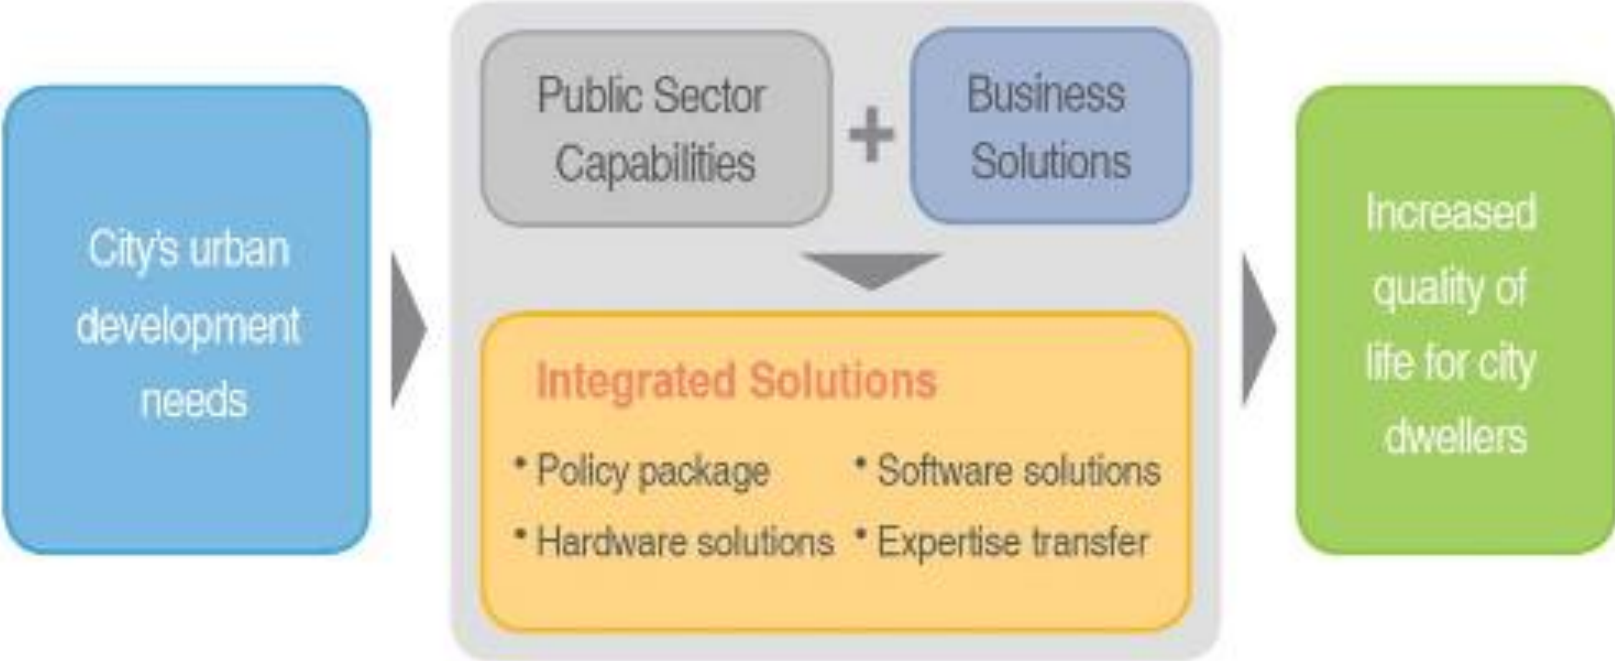 City's urban
development
needs
Public Sector
Capabilities
+
Business
Solutions
Integrated Solutions
• Policy package
• Software solutions
• Hardware solutions
• Expertise transfer
Increased
quality of
life for city
dwellers